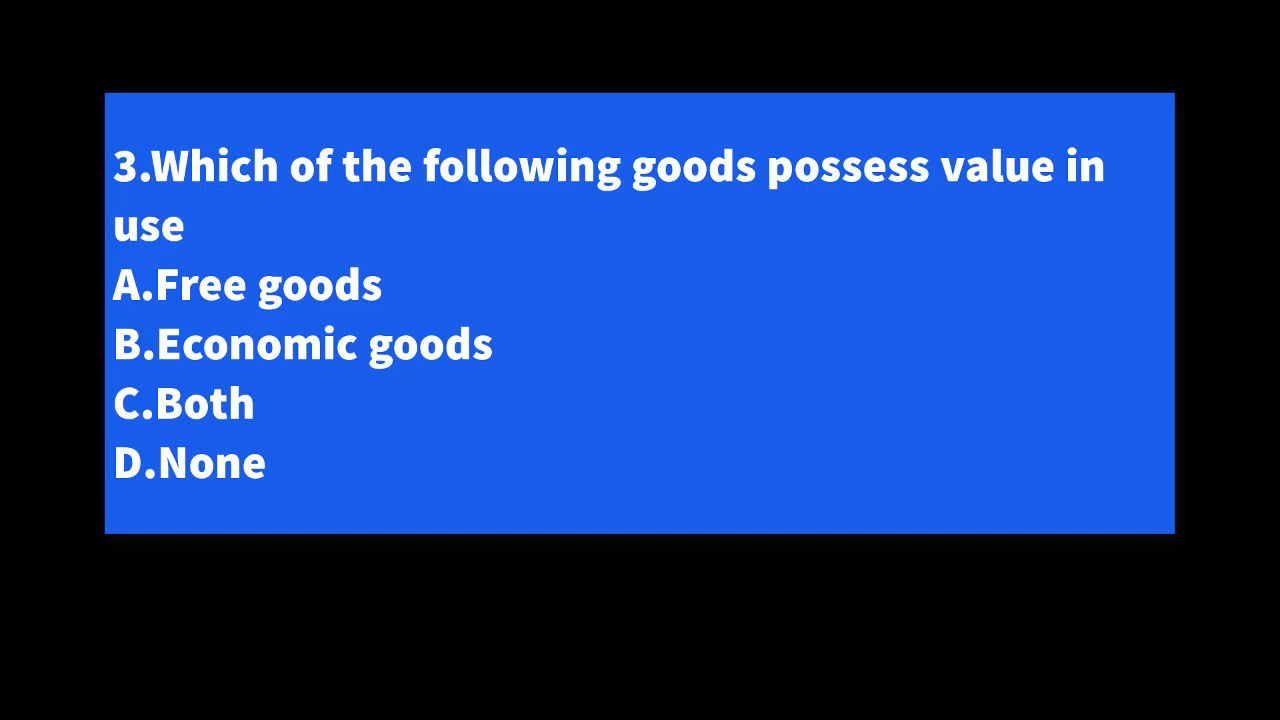 3.Which of the following goods possess value in
use
A.Free goods
B.Economic goods
C.Both
D.None